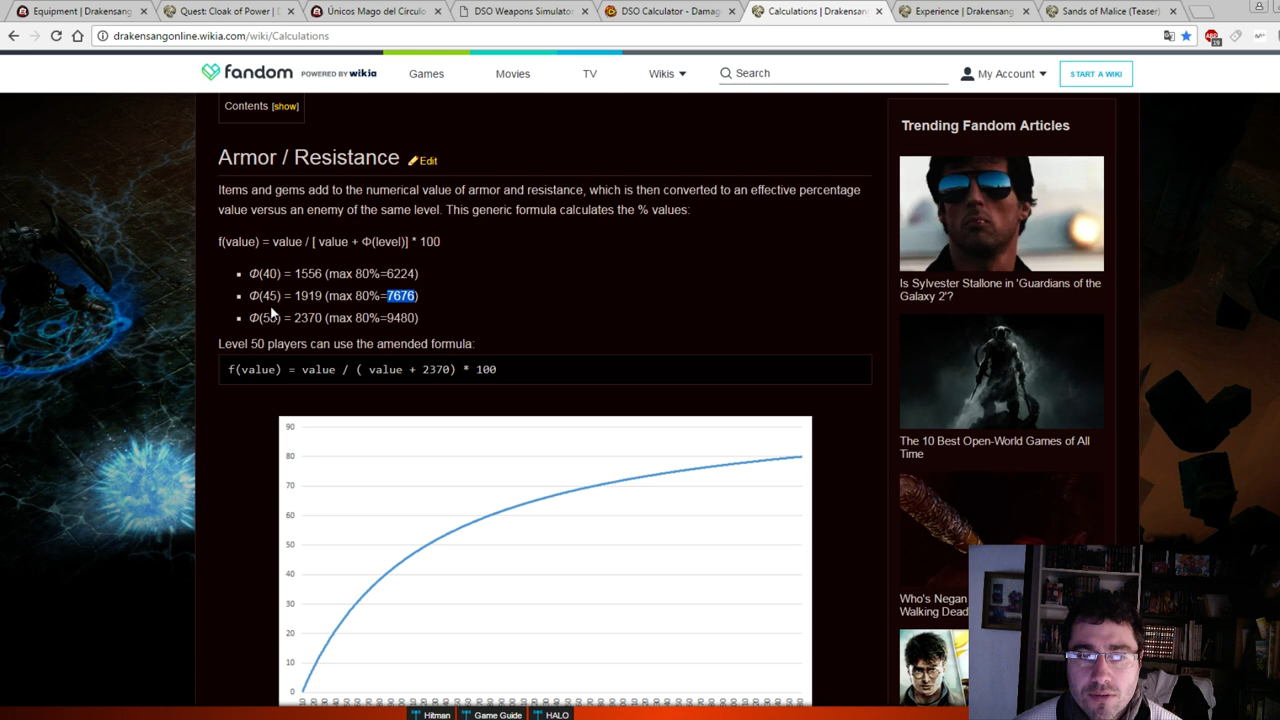 Equipment | Drakensang
Quest: Cloak of Power | D
Únicos Mago del Círculo
DSO Weapons Simulator
DSO Calculator - Damag
Calculations | Drakensan
Experience | Drakensang
Sands of Malice (Teaser)
drakensangonline.wikia.com/wiki/Calculations
fandom POWERED BY wikia
Games
Movies
TV
Wikis
Search
My Account
START A WIKI
Contents [show]
Armor / Resistance Edit
Items and gems add to the numerical value of armor and resistance, which is then converted to an effective percentage
value versus an enemy of the same level. This generic formula calculates the % values:
f(value) = value / [ value + Φ(level)] * 100
Φ(40) = 1556 (max 80%=6224)
Φ(45) = 1919 (max 80%=7676)
= 2370 (max 80%=9480)
Level 50 players can use the amended formula:
f(value) = value / ( value + 2370) * 100
90
80
70
60
50
40
30
20
10
0
Trending Fandom Articles
Is Sylvester Stallone in 'Guardians of the
Galaxy 2'?
The 10 Best Open-World Games of All
Time
Who's Negan
Walking Dead
Hitman
Game Guide
HALO